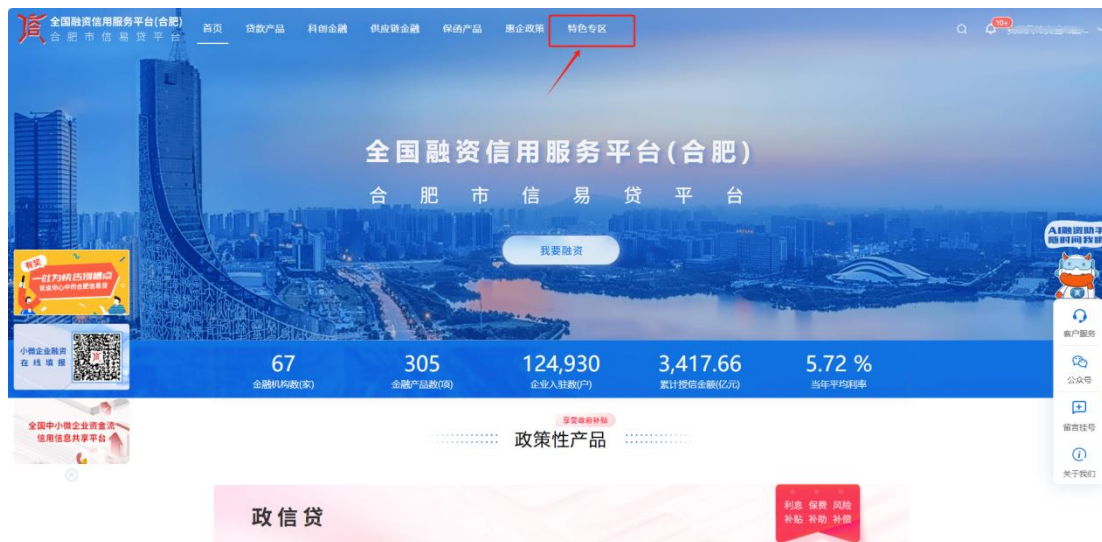 全国融资信用服务平台(合肥)
合肥市信易贷平台
首页 贷款产品 科创金融 供应链金融 保函产品 惠企政策 特色专区
10+
全国融资信用服务平台(合肥)
合肥市信易贷平台
我要融资
AI融资助手
随时问我哟
有奖
一吐为快 告别槽点
客户服务
小微企业融资
在线填报
公众号
67
金融机构数(家)
305
金融产品数(项)
124,930
企业入驻数(户)
3,417.66
累计授信金额(亿元)
5.72 %
当年平均利率
留言挂号
关于我们
全国中小微企业资金流
信用信息共享平台
享受政府补贴
政策性产品
政信贷
利息 保费 风险
补贴 补助 补偿